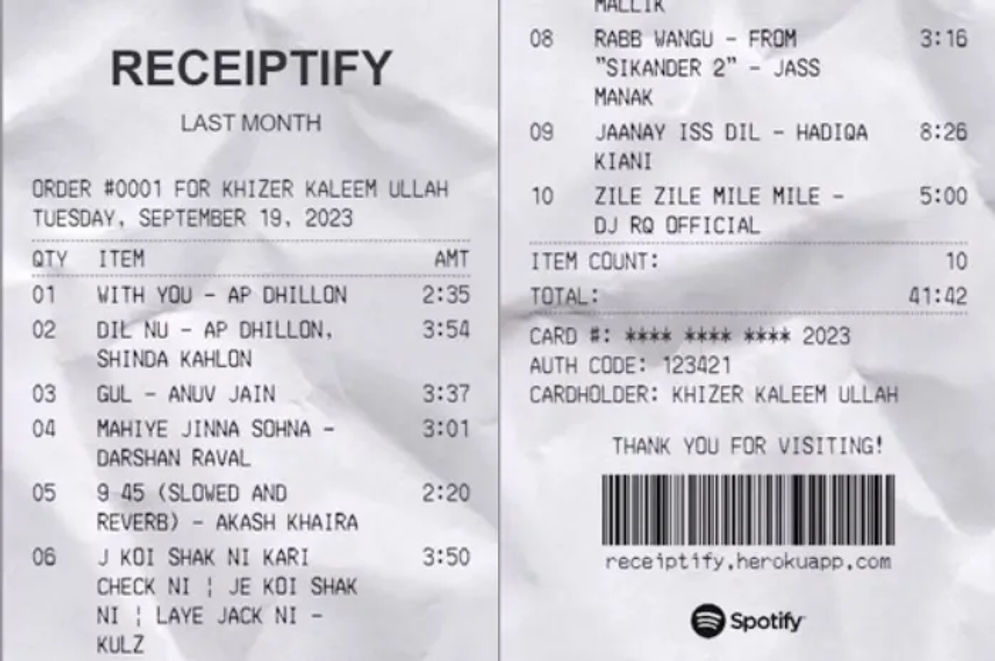 RECEIPTIFY
LAST MONTH
ORDER #0001 FOR KHIZER KALEEM ULLAH
TUESDAY, SEPTEMBER 19, 2023
QTY ITEM AMT
01 WITH YOU - AP DHILLON 2:35
02 DIL NU - AP DHILLON, 3:54
SHINDA KAHLON
03 GUL - ANUV JAIN 3:37
04 MAHIYE JINNA SOHNA - 3:01
DARSHAN RAVAL
05 9 45 (SLOWED AND 2:20
REVERB) - AKASH KHAIRA
06 J KOI SHAK NI KARI 3:50
CHECK NI ¦ JE KOI SHAK
NI ¦ LAYE JACK NI -
KULZ
MALLIK
08 RABB WANGU - FROM 3:16
"SIKANDER 2" - JASS
MANAK
09 JAANAY ISS DIL - HADIQA 8:26
KIANI
10 ZILE ZILE MILE MILE - 5:00
DJ RQ OFFICIAL
ITEM COUNT: 10
TOTAL: 41:42
CARD #: **** **** **** 2023
AUTH CODE: 123421
CARDHOLDER: KHIZER KALEEM ULLAH
THANK YOU FOR VISITING!
receiptify.herokuapp.com
Spotify